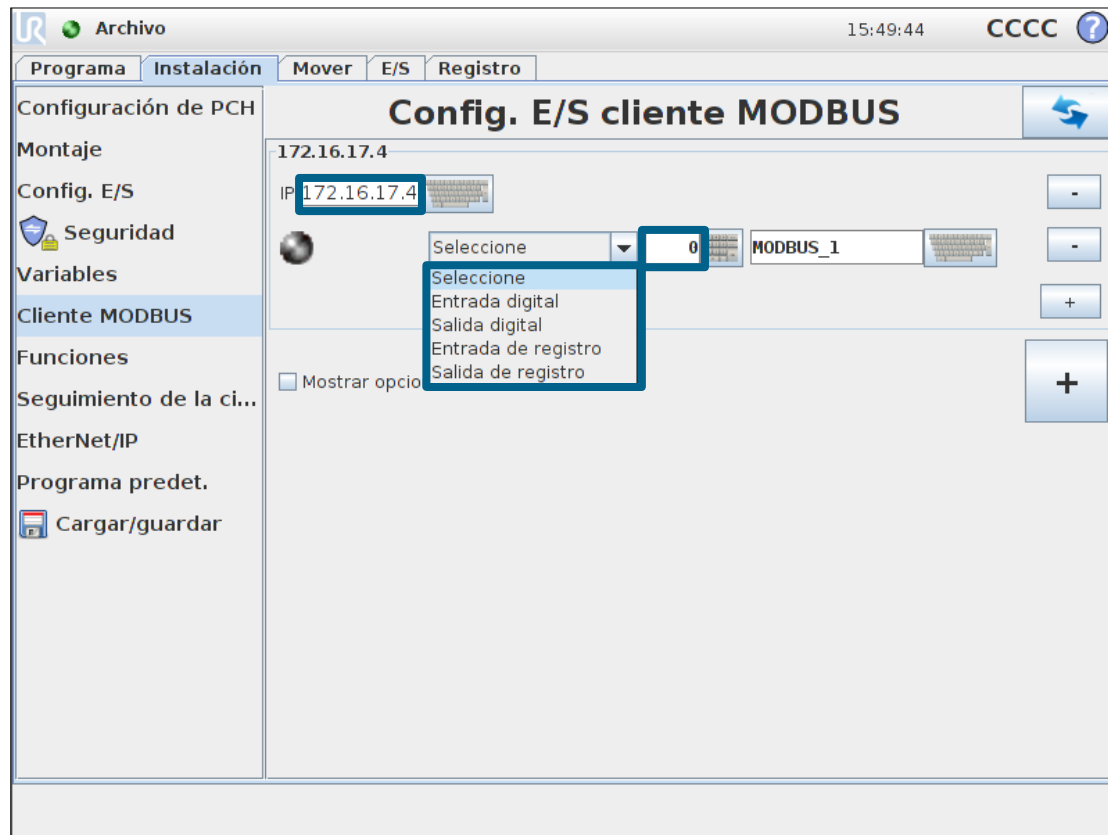 UR Archivo 15:49:44 CCCC ?
Programa Instalación Mover E/S Registro
Configuración de PCH
Montaje
Config. E/S
Seguridad
Variables
Cliente MODBUS
Funciones
Seguimiento de la ci...
EtherNet/IP
Programa predet.
Cargar/guardar
Config. E/S cliente MODBUS
172.16.17.4
IP 172.16.17.4 -
Seleccione 0 MODBUS_1 -
Seleccione
Entrada digital
Salida digital
Entrada de registro
Salida de registro
+
Mostrar opcio
+